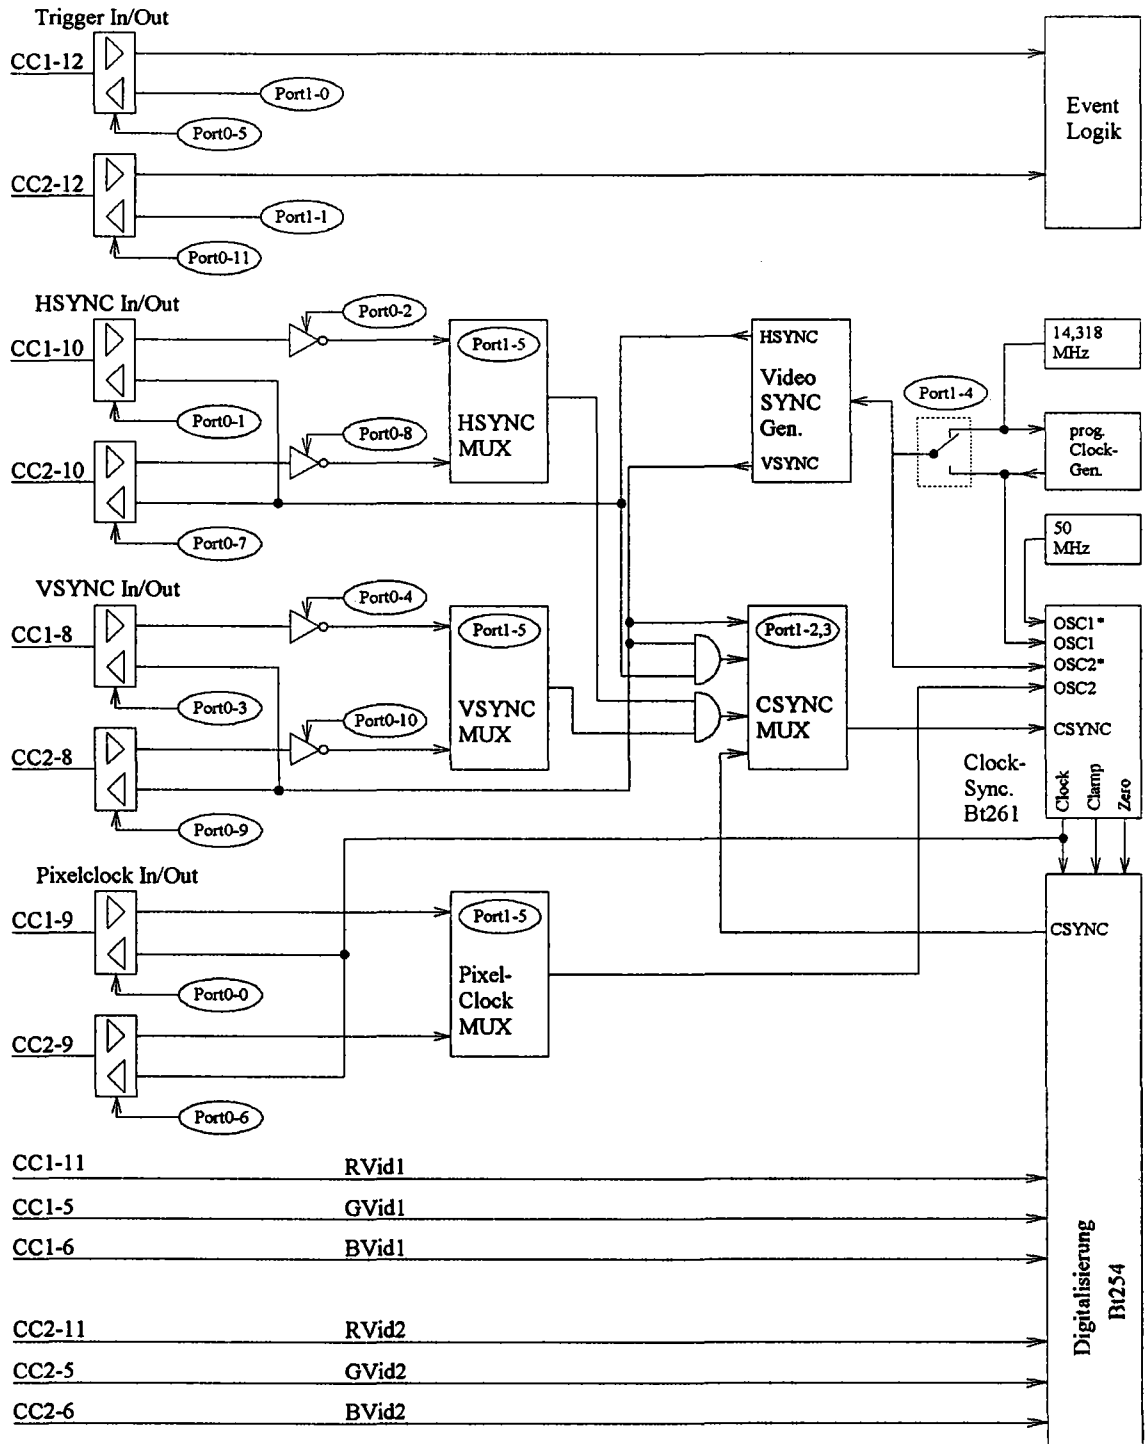 Trigger In/Out
CC1-12
Port1-0
Port0-5
CC2-12
Port1-1
Port0-11
Event
Logik
HSYNC In/Out
CC1-10
Port0-2
Port0-1
CC2-10
Port0-8
Port0-7
Port1-5
HSYNC
MUX
HSYNC
Video
SYNC
Gen.
VSYNC
Port1-4
14,318
MHz
prog.
Clock-
Gen.
50
MHz
VSYNC In/Out
CC1-8
Port0-4
Port0-3
CC2-8
Port0-10
Port0-9
Port1-5
VSYNC
MUX
Port1-2,3
CSYNC
MUX
OSC1*
OSC1
OSC2*
OSC2
CSYNC
Clock
Clamp
Zero
Clock-
Sync.
Bt261
Pixelclock In/Out
CC1-9
Port0-0
CC2-9
Port0-6
Port1-5
Pixel-
Clock
MUX
CSYNC
Digitalisierung
Bt254
CC1-11 RVid1
CC1-5 GVid1
CC1-6 BVid1
CC2-11 RVid2
CC2-5 GVid2
CC2-6 BVid2